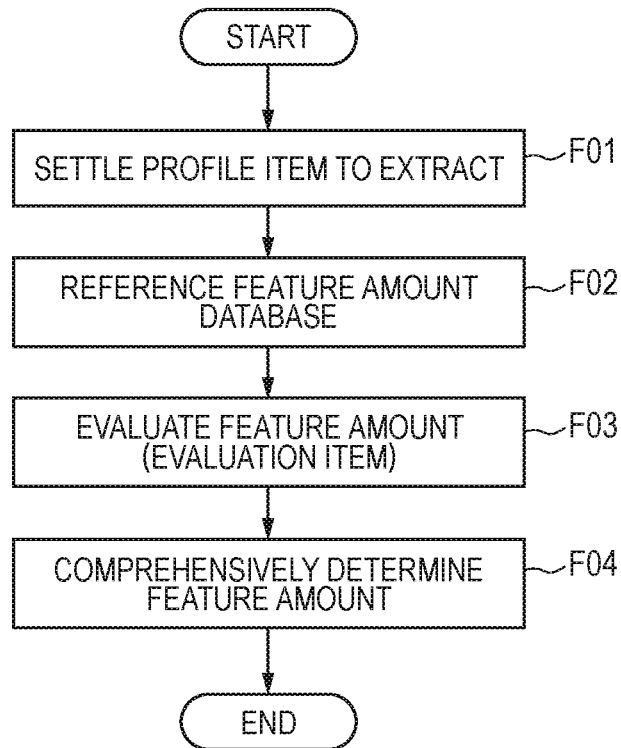 START
SETTLE PROFILE ITEM TO EXTRACT
F01
REFERENCE FEATURE AMOUNT
DATABASE
F02
EVALUATE FEATURE AMOUNT
(EVALUATION ITEM)
F03
COMPREHENSIVELY DETERMINE
FEATURE AMOUNT
F04
END